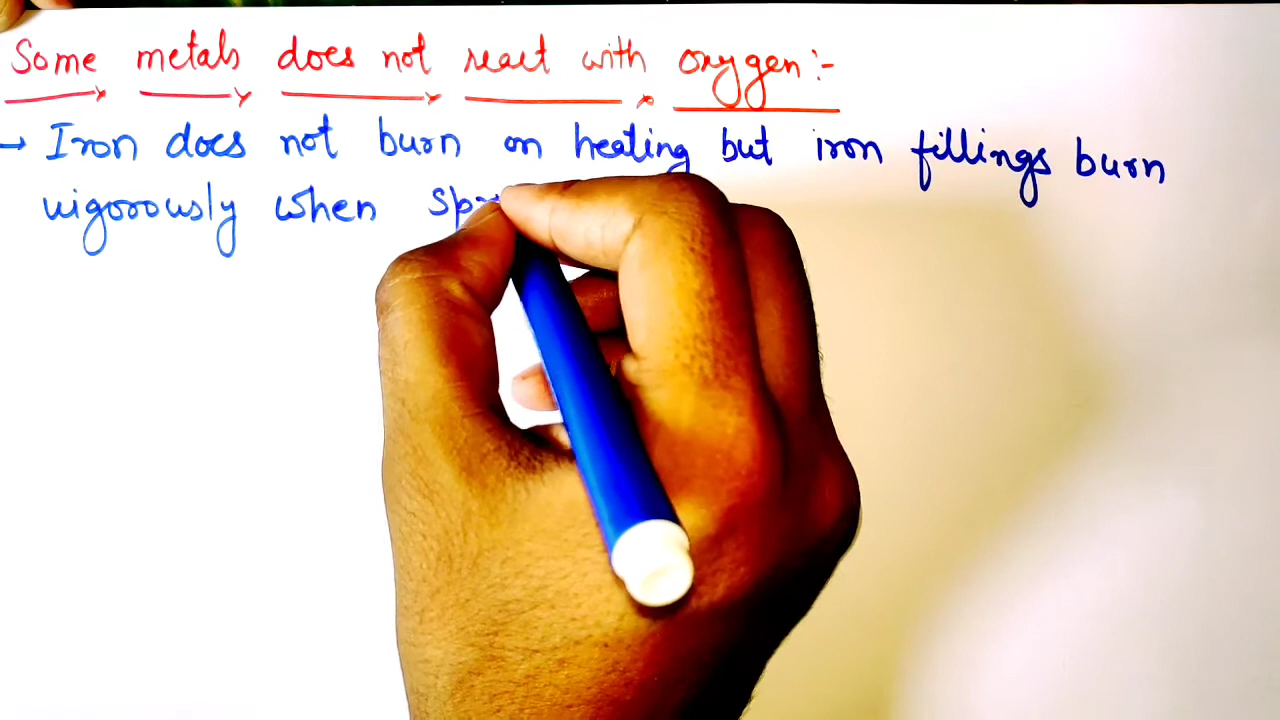 Some metals does not react with oxygen:-
→ Iron does not burn on heating but iron fillings burn
vigorously when